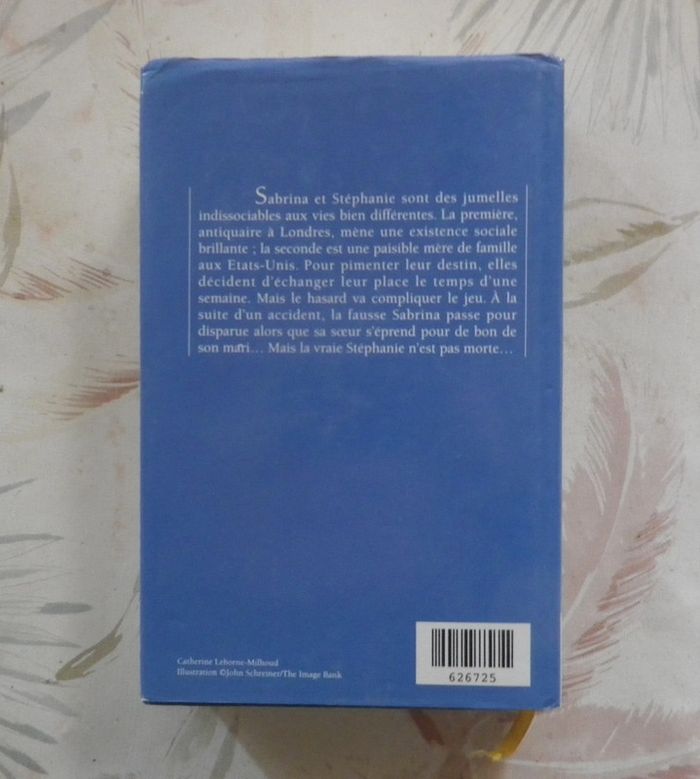 Sabrina et Stéphanie sont des jumelles
indissociables aux vies bien différentes. La première,
antiquaire à Londres, mène une existence sociale
brillante ; la seconde est une paisible mère de famille
aux Etats-Unis. Pour pimenter leur destin, elles
décident d'échanger leur place le temps d'une
semaine. Mais le hasard va compliquer le jeu. À la
suite d'un accident, la fausse Sabrina passe pour
disparue alors que sa sœur s'éprend pour de bon de
son mari... Mais la vraie Stéphanie n'est pas morte...
Catherine Lehorne-Milhoud
Illustration ©John Schreiner/The Image Bank
626725